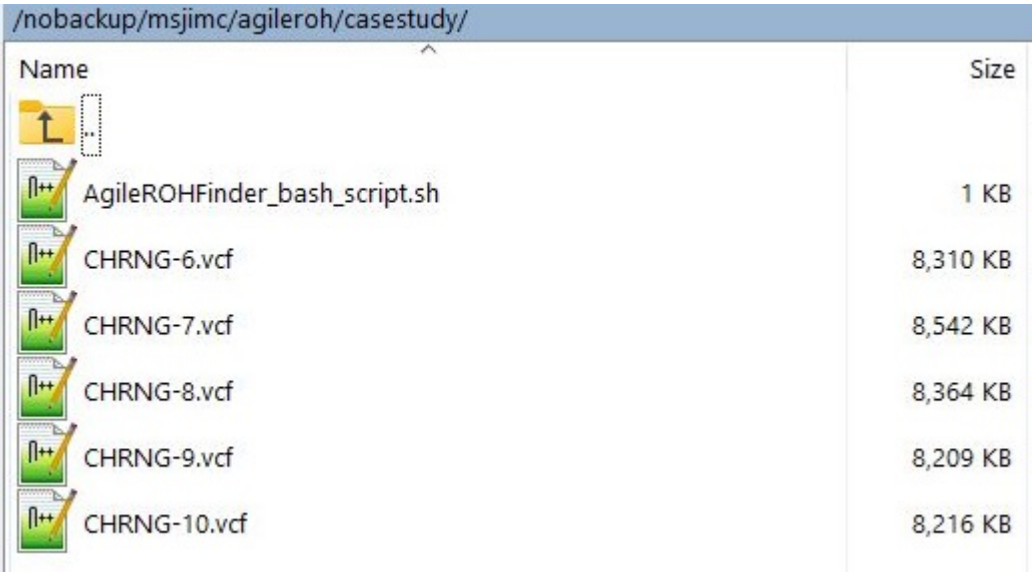 /nobackup/msjimc/agileroh/casestudy/
Name Size
..
AgileROHFinder_bash_script.sh 1 KB
CHRNG-6.vcf 8,310 KB
CHRNG-7.vcf 8,542 KB
CHRNG-8.vcf 8,364 KB
CHRNG-9.vcf 8,209 KB
CHRNG-10.vcf 8,216 KB